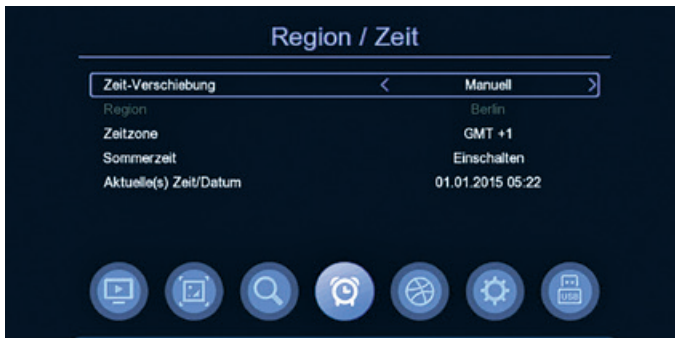 Region / Zeit
Zeit-Verschiebung < Manuell >
Region Berlin
Zeitzone GMT +1
Sommerzeit Einschalten
Aktuelle(s) Zeit/Datum 01.01.2015 05:22
USB